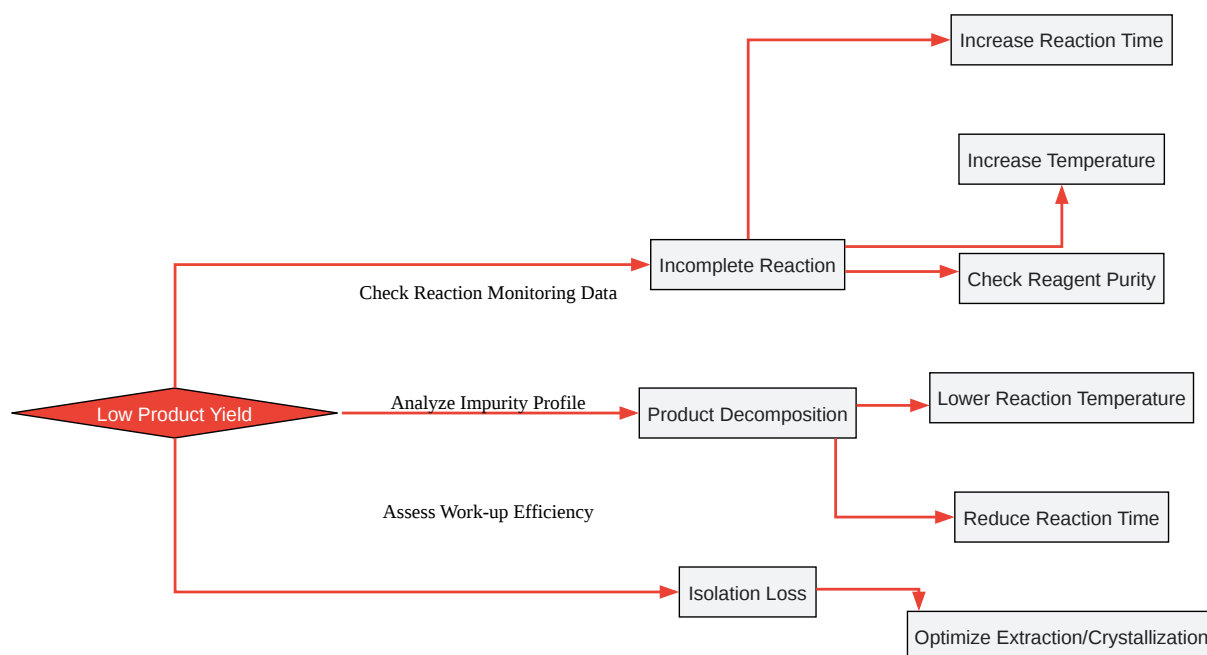 Increase Reaction Time
Increase Temperature
Incomplete Reaction
Check Reagent Purity
Check Reaction Monitoring Data
Low Product Yield
Analyze Impurity Profile
Product Decomposition
Lower Reaction Temperature
Assess Work-up Efficiency
Reduce Reaction Time
Isolation Loss
Optimize Extraction/Crystallization